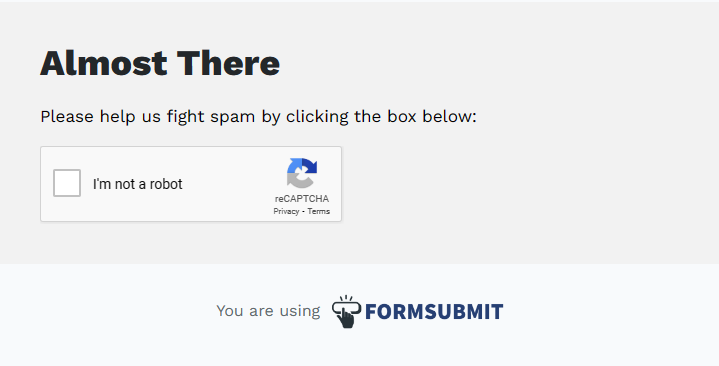 Almost There
Please help us fight spam by clicking the box below:
I'm not a robot
reCAPTCHA
Privacy - Terms
You are using FORMSUBMIT